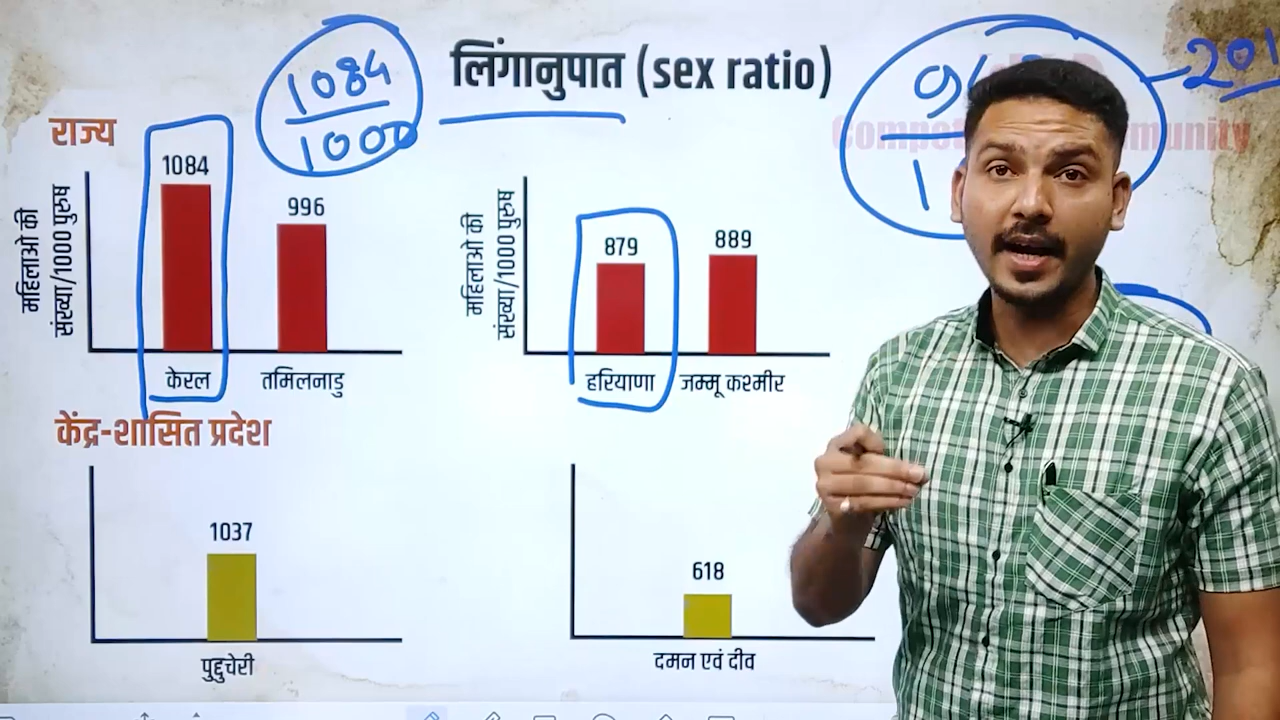 लिंगानुपात (sex ratio)
1084
1000
राज्य
महिलाओ की
संख्या/1000 पुरुष
1084
996
केरल
तमिलनाडु
महिलाओ की
संख्या/1000 पुरुष
879
889
हरियाणा
जम्मू कश्मीर
केंद्र-शासित प्रदेश
1037
पुद्दुचेरी
618
दमन एवं दीव